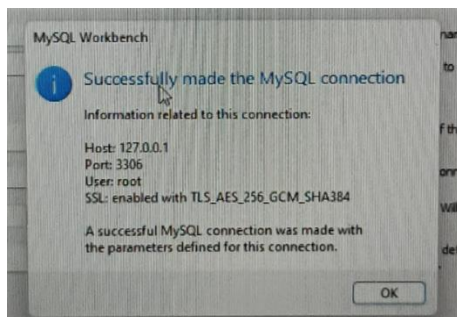 MySQL Workbench
Successfully made the MySQL connection
Information related to this connection:
Host: 127.0.0.1
Port: 3306
User: root
SSL: enabled with TLS_AES_256_GCM_SHA384
A successful MySQL connection was made with
the parameters defined for this connection.
OK
to